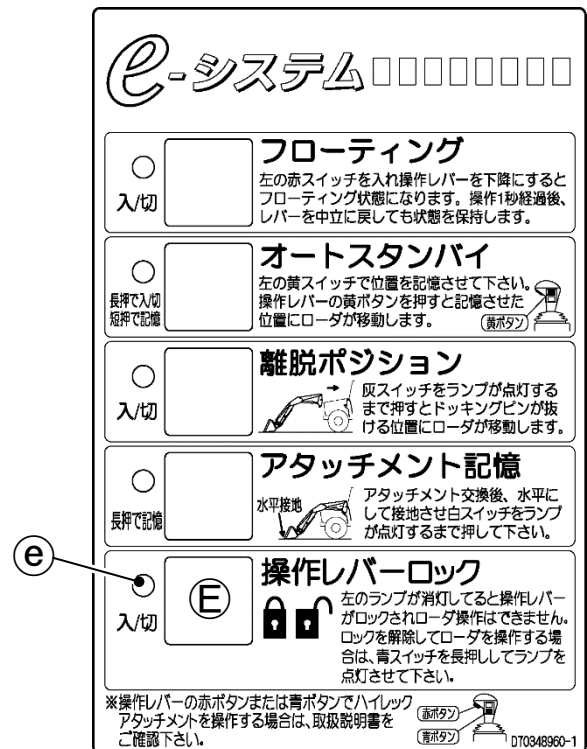 e-システム□□□□□□□□
フローティング
入/切
左の赤スイッチを入れ操作レバーを下降にすると
フローティング状態になります。操作1秒経過後、
レバーを中立に戻しても状態を保持します。
オートスタンバイ
長押で入/切
短押で記憶
左の黄スイッチで位置を記憶させて下さい。
操作レバーの黄ボタンを押すと記憶させた
位置にローダが移動します。
黄ボタン
離脱ポジション
入/切
灰スイッチをランプが点灯する
まで押すとドッキングピンが抜
ける位置にローダが移動します。
アタッチメント記憶
長押で記憶
水平接地
アタッチメント交換後、水平に
して接地させ白スイッチをランプ
が点灯するまで押して下さい。
e
操作レバーロック
入/切
E
左のランプが消灯してると操作レバー
がロックされローダ操作はできません。
ロックを解除してローダを操作する場
合は、青スイッチを長押ししてランプを
点灯させて下さい。
※操作レバーの赤ボタンまたは青ボタンでハイレック
アタッチメントを操作する場合は、取扱説明書を
ご確認下さい。
赤ボタン
青ボタン
DT0348960-1